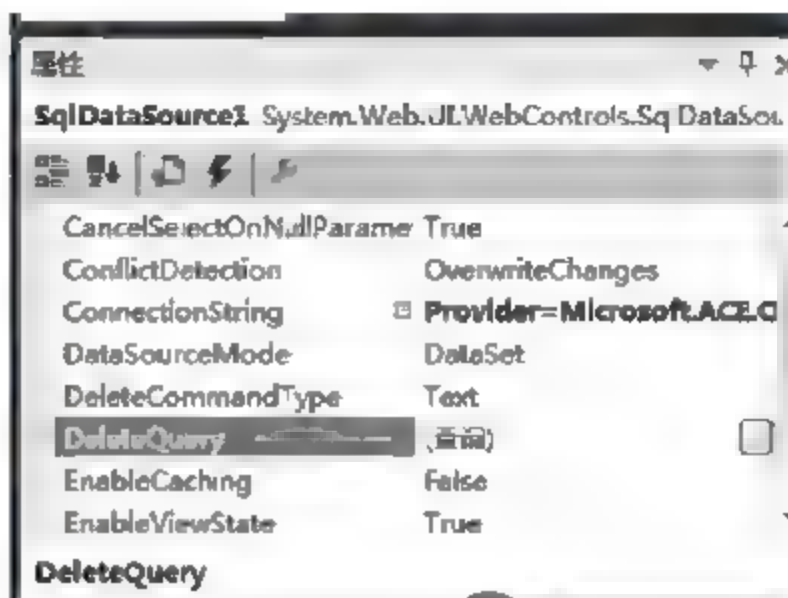 属性
SqlDataSource1 System.Web.UI.WebControls.SqlDataSou
CancelSelectOnNullParame True
ConflictDetection OverwriteChanges
ConnectionString Provider=Microsoft.ACE.O
DataSourceMode DataSet
DeleteCommandType Text
DeleteQuery (查询)
EnableCaching False
EnableViewState True
DeleteQuery